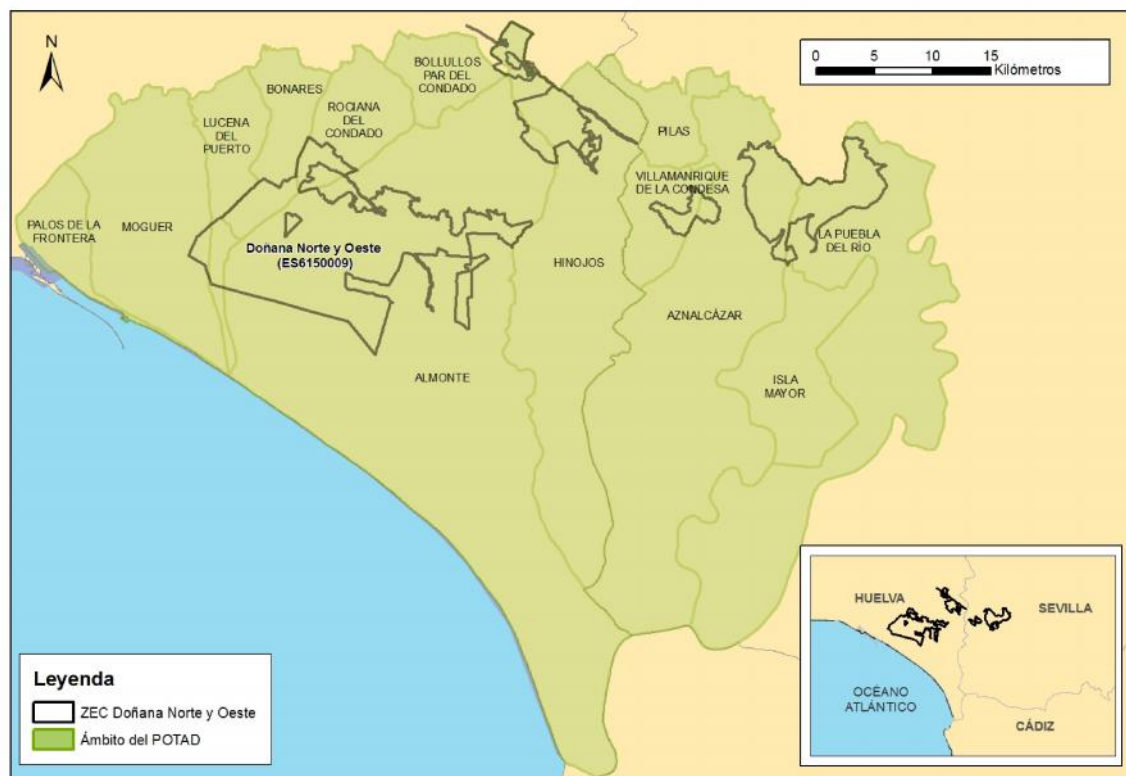 N
0 5 10 15
Kilómetros
BOLLULLOS
PAR DEL
CONDADO
BONARES
ROCIANA
DEL
CONDADO
LUCENA
DEL
PUERTO
PILAS
VILLAMANRIQUE
DE LA CONDESA
PALOS DE LA
FRONTERA
MOGUER
LA PUEBLA
DEL RÍO
Doñana Norte y Oeste
(ES6150009)
HINOJOS
AZNALCÁZAR
ALMONTE
ISLA
MAYOR
Leyenda
ZEC Doñana Norte y Oeste
Ámbito del POTAD
HUELVA
SEVILLA
OCÉANO
ATLÁNTICO
CÁDIZ